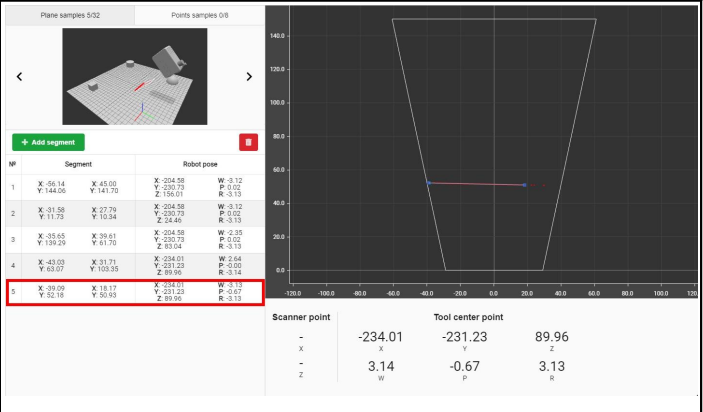 Plane samples 5/32
Points samples 0/8
+ Add segment
Nº Segment Robot pose
1 X: -56.14 X: 45.00 X: -204.58 W: -3.12
Y: 144.06 Y: 141.70 Y: -230.73 P: 0.02
Z: 156.01 R: -3.13
2 X: -31.58 X: 27.79 X: -204.58 W: -3.12
Y: 11.73 Y: 10.34 Y: -230.73 P: 0.02
Z: 24.46 R: -3.13
3 X: -35.65 X: 39.61 X: -204.58 W: -2.35
Y: 139.29 Y: 61.70 Y: -230.73 P: 0.02
Z: 83.04 R: -3.13
4 X: -43.03 X: 31.71 X: -234.01 W: 2.64
Y: 63.07 Y: 103.35 Y: -231.23 P: -0.00
Z: 89.96 R: -3.14
5 X: -39.09 X: 18.17 X: -234.01 W: -3.13
Y: 52.18 Y: 50.93 Y: -231.23 P: -0.67
Z: 89.96 R: -3.13
140.0
120.0
100.0
80.0
60.0
40.0
20.0
0.0
-120.0 -100.0 -80.0 -60.0 -40.0 -20.0 0.0 20.0 40.0 60.0 80.0 100.0 120.
Scanner point Tool center point
- -234.01 -231.23 89.96
X X Y Z
- 3.14 -0.67 3.13
Z W P R